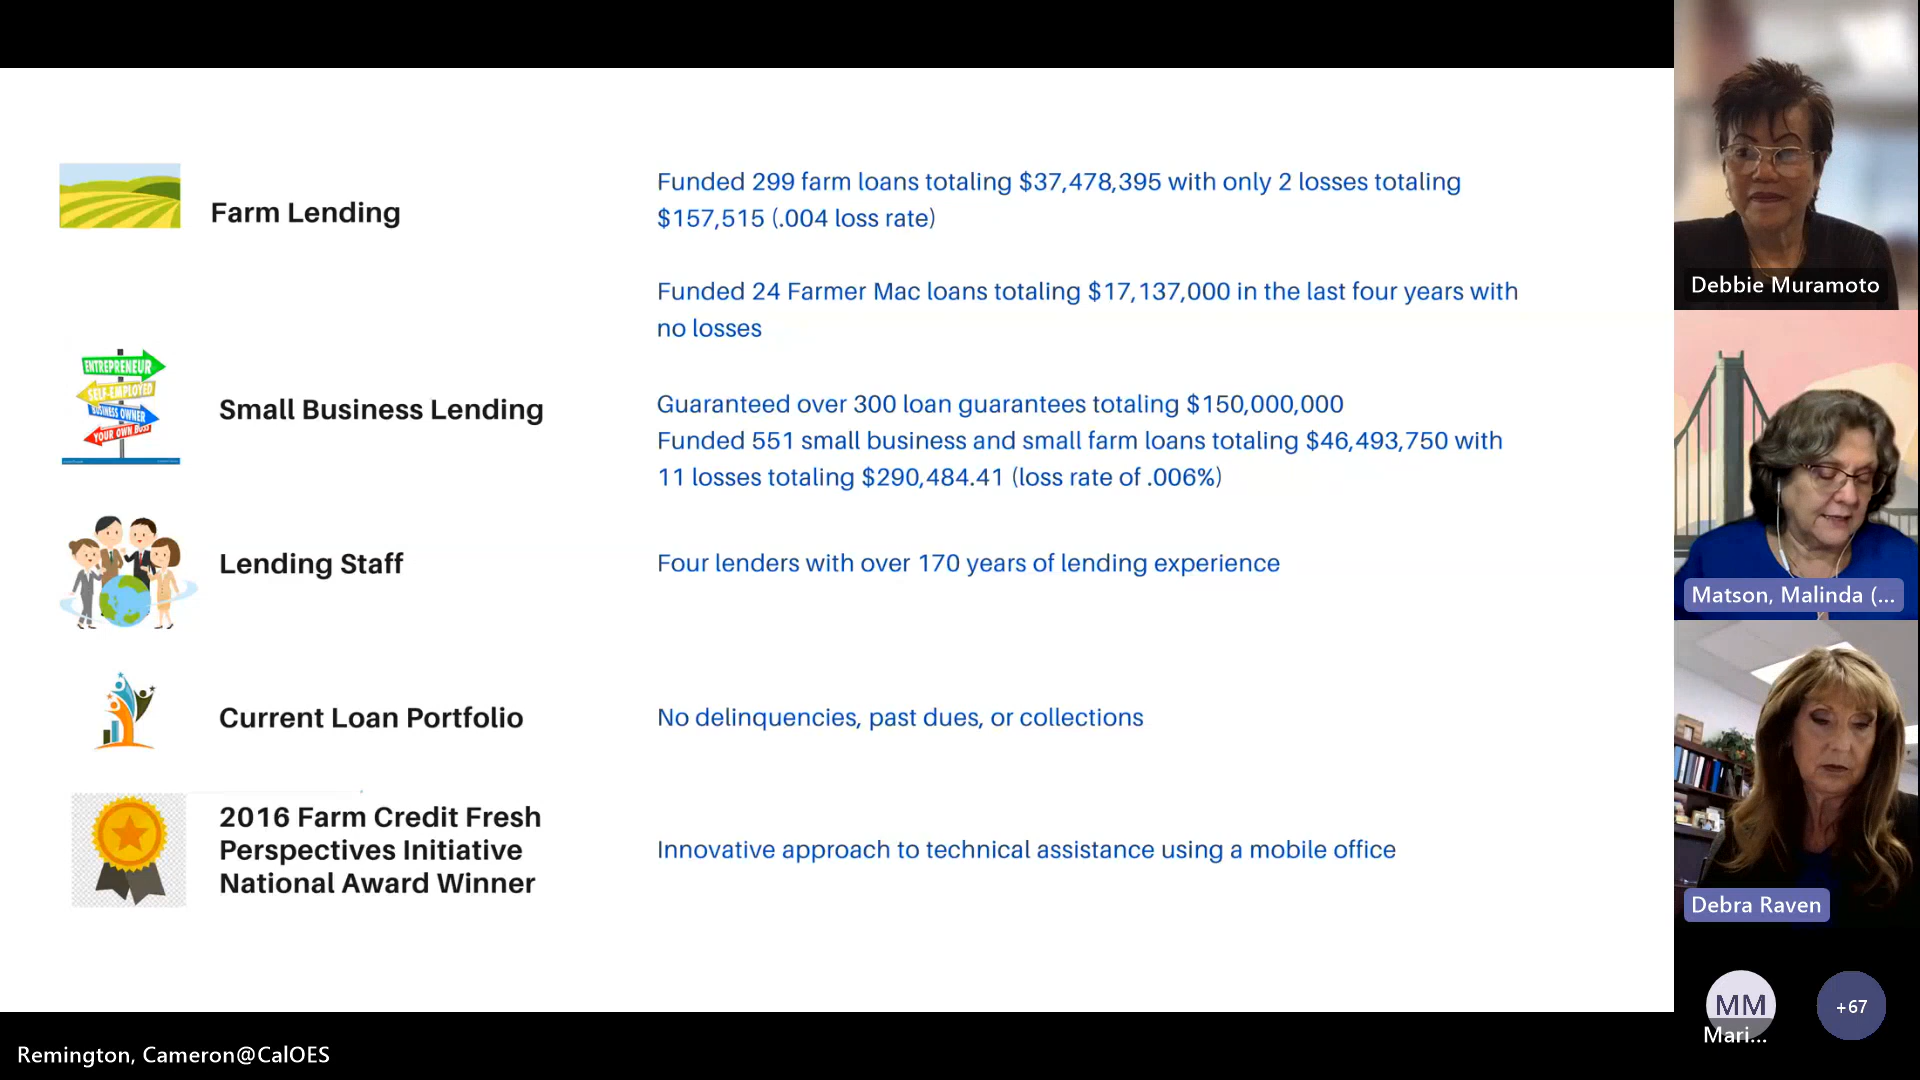 Farm Lending
Funded 299 farm loans totaling $37,478,395 with only 2 losses totaling
$157,515 (.004 loss rate)
Funded 24 Farmer Mac loans totaling $17,137,000 in the last four years with
no losses
ENTREPRENEUR
SELF-EMPLOYED
BUSINESS OWNER
YOUR OWN BOSS
Small Business Lending
Guaranteed over 300 loan guarantees totaling $150,000,000
Funded 551 small business and small farm loans totaling $46,493,750 with
11 losses totaling $290,484.41 (loss rate of .006%)
Lending Staff
Four lenders with over 170 years of lending experience
Current Loan Portfolio
No delinquencies, past dues, or collections
2016 Farm Credit Fresh
Perspectives Initiative
National Award Winner
Innovative approach to technical assistance using a mobile office
Debbie Muramoto
Matson, Malinda (...
Debra Raven
MM
Mari...
+67
Remington, Cameron@CalOES